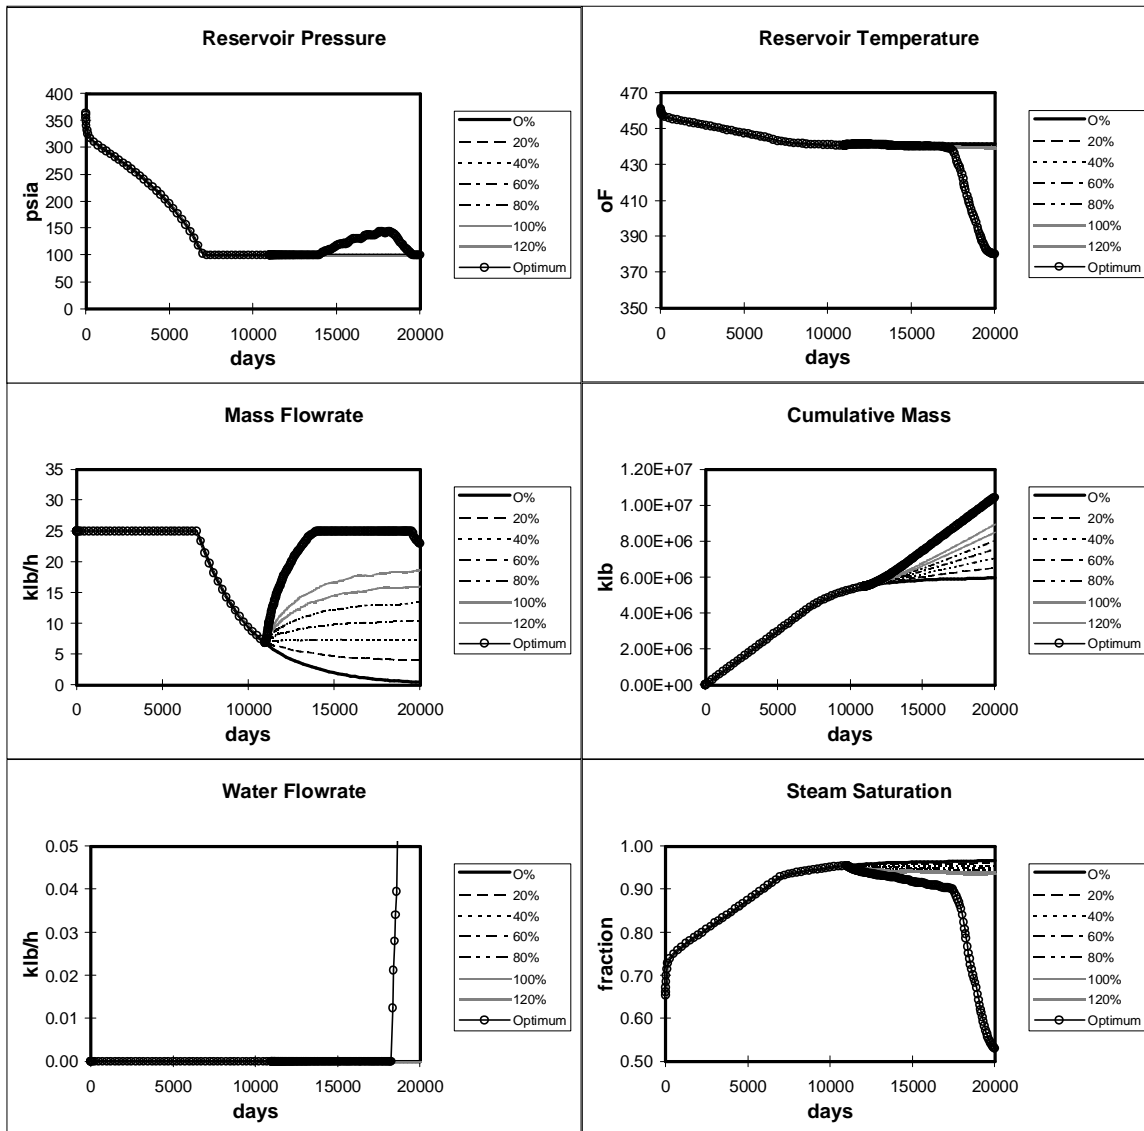 Reservoir Pressure
400
350
300
250
200
150
100
50
0
psia
0 5000 10000 15000 20000
days
O%
20%
40%
60%
80%
100%
120%
Optimum
Reservoir Temperature
470
450
430
410
390
370
350
oF
0 5000 10000 15000 20000
days
O%
20%
40%
60%
80%
100%
120%
Optimum
Mass Flowrate
35
30
25
20
15
10
5
0
klb/h
0 5000 10000 15000 20000
days
O%
20%
40%
60%
80%
100%
120%
Optimum
Cumulative Mass
1.20E+07
1.00E+07
8.00E+06
6.00E+06
4.00E+06
2.00E+06
0.00E+00
klb
0 5000 10000 15000 20000
days
O%
20%
40%
60%
80%
100%
120%
Optimum
Water Flowrate
0.05
0.04
0.03
0.02
0.01
0.00
klb/h
0 5000 10000 15000 20000
days
O%
20%
40%
60%
80%
100%
120%
Optimum
Steam Saturation
1.00
0.90
0.80
0.70
0.60
0.50
fraction
0 5000 10000 15000 20000
days
O%
20%
40%
60%
80%
100%
120%
Optimum